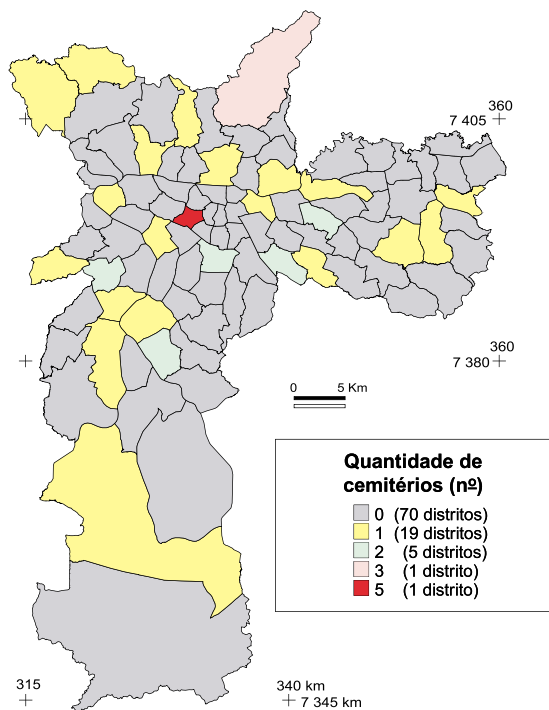 360
7 405
360
7 380
0 5 Km
Quantidade de
cemitérios (nº)
0 (70 distritos)
1 (19 distritos)
2 (5 distritos)
3 (1 distrito)
5 (1 distrito)
315
340 km
7 345 km